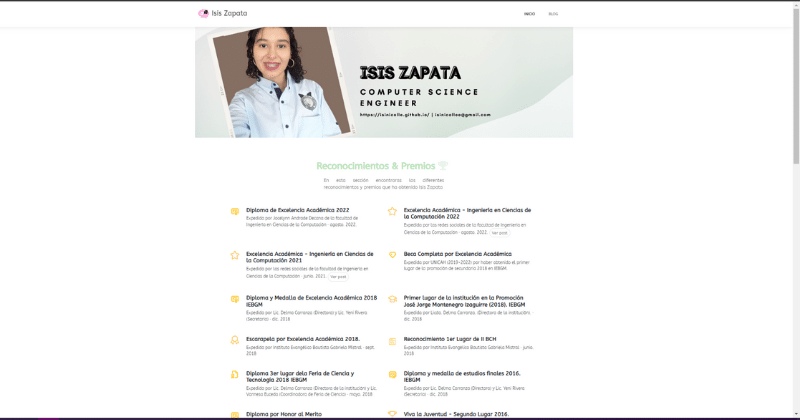 Isis Zapata
INICIO
BLOG
ISIS ZAPATA
COMPUTER SCIENCE
ENGINEER
https://isinicolle.github.io/ | isinicolles@gmail.com
Reconocimientos & Premios
En esta sección encontraras los diferentes
reconocimientos y premios que ha obtenido Isis Zapata.
Diploma de Excelencia Académica 2022
Expedido por Joselynn Andrade Decana de la facultad de
Ingeniería en Ciencias de la Computación · agosto. 2022
Excelencia Académica - Ingeniería en Ciencias de
la Computación 2022
Expedido por Las redes sociales de la Facultad de Ingeniería en
Ciencias de la Computación · agosto. 2022. Ver post
Excelencia Académica - Ingeniería en Ciencias de
la Computación 2021
Expedido por las redes sociales de la Facultad de Ingeniería en
Ciencias de la Computación · junio. 2021. Ver post
Beca Completa por Excelencia Académica
Expedido por UNICAH (2019-2022) por haber obtenido el primer
lugar de la promoción de secundaria 2018 en IEBGM
Diploma y Medalla de Excelencia Académica 2018
IEBGM
Expedido por Lic. Delma Carranza (Directora) y Lic. Yeni Rivera
(Secretaria) · dic. 2018
Primer Lugar de la institución en la Promoción
José Jorge Montenegro Izaguirre (2018). IEBGM
Expedido por Licda. Delma Carranza. (Directora de la institución). ·
dic. 2018
Escarapela por Excelencia Académica 2018.
Expedido por Instituto Evangélico Bautista Gabriela Mistral. · sept.
2018
Reconocimiento 1er Lugar de II BCH
Expedido por Instituto Evangélico Bautista Gabriela Mistral. · junio.
2018
Diploma 3er lugar dela Feria de Ciencia y
Tecnología 2018 IEBGM
Expedido por Lic. Delma Carranza (Directora de la institución) y Lic.
(Coordinadora) de Feria de Ciencia) · mayo. 2018
Diploma y medalla de estudios finales 2016.
IEBGM
Expedido por Lic. Delma Carranza (Directora) y Lic. Yeni Rivera
(Secretaria) · dic. 2016
Diploma por Honor al Merito
Viva la Juventud - Segundo Lugar 2016.